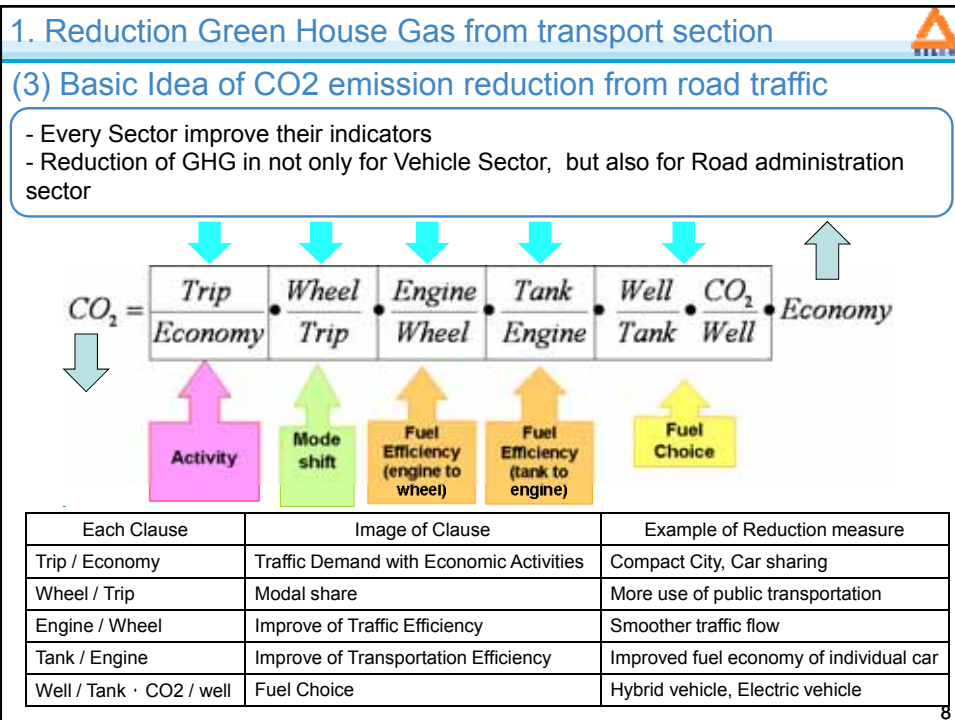 1. Reduction Green House Gas from transport section
(3) Basic Idea of CO2 emission reduction from road traffic
- Every Sector improve their indicators
- Reduction of GHG in not only for Vehicle Sector, but also for Road administration
sector
CO₂ = Trip/Economy • Wheel/Trip • Engine/Wheel • Tank/Engine • Well/Tank • CO₂/Well • Economy
Activity
Mode
shift
Fuel
Efficiency
(engine to
wheel)
Fuel
Efficiency
(tank to
engine)
Fuel
Choice
Each Clause | Image of Clause | Example of Reduction measure
Trip / Economy | Traffic Demand with Economic Activities | Compact City, Car sharing
Wheel / Trip | Modal share | More use of public transportation
Engine / Wheel | Improve of Traffic Efficiency | Smoother traffic flow
Tank / Engine | Improve of Transportation Efficiency | Improved fuel economy of individual car
Well / Tank・CO2 / well | Fuel Choice | Hybrid vehicle, Electric vehicle
8